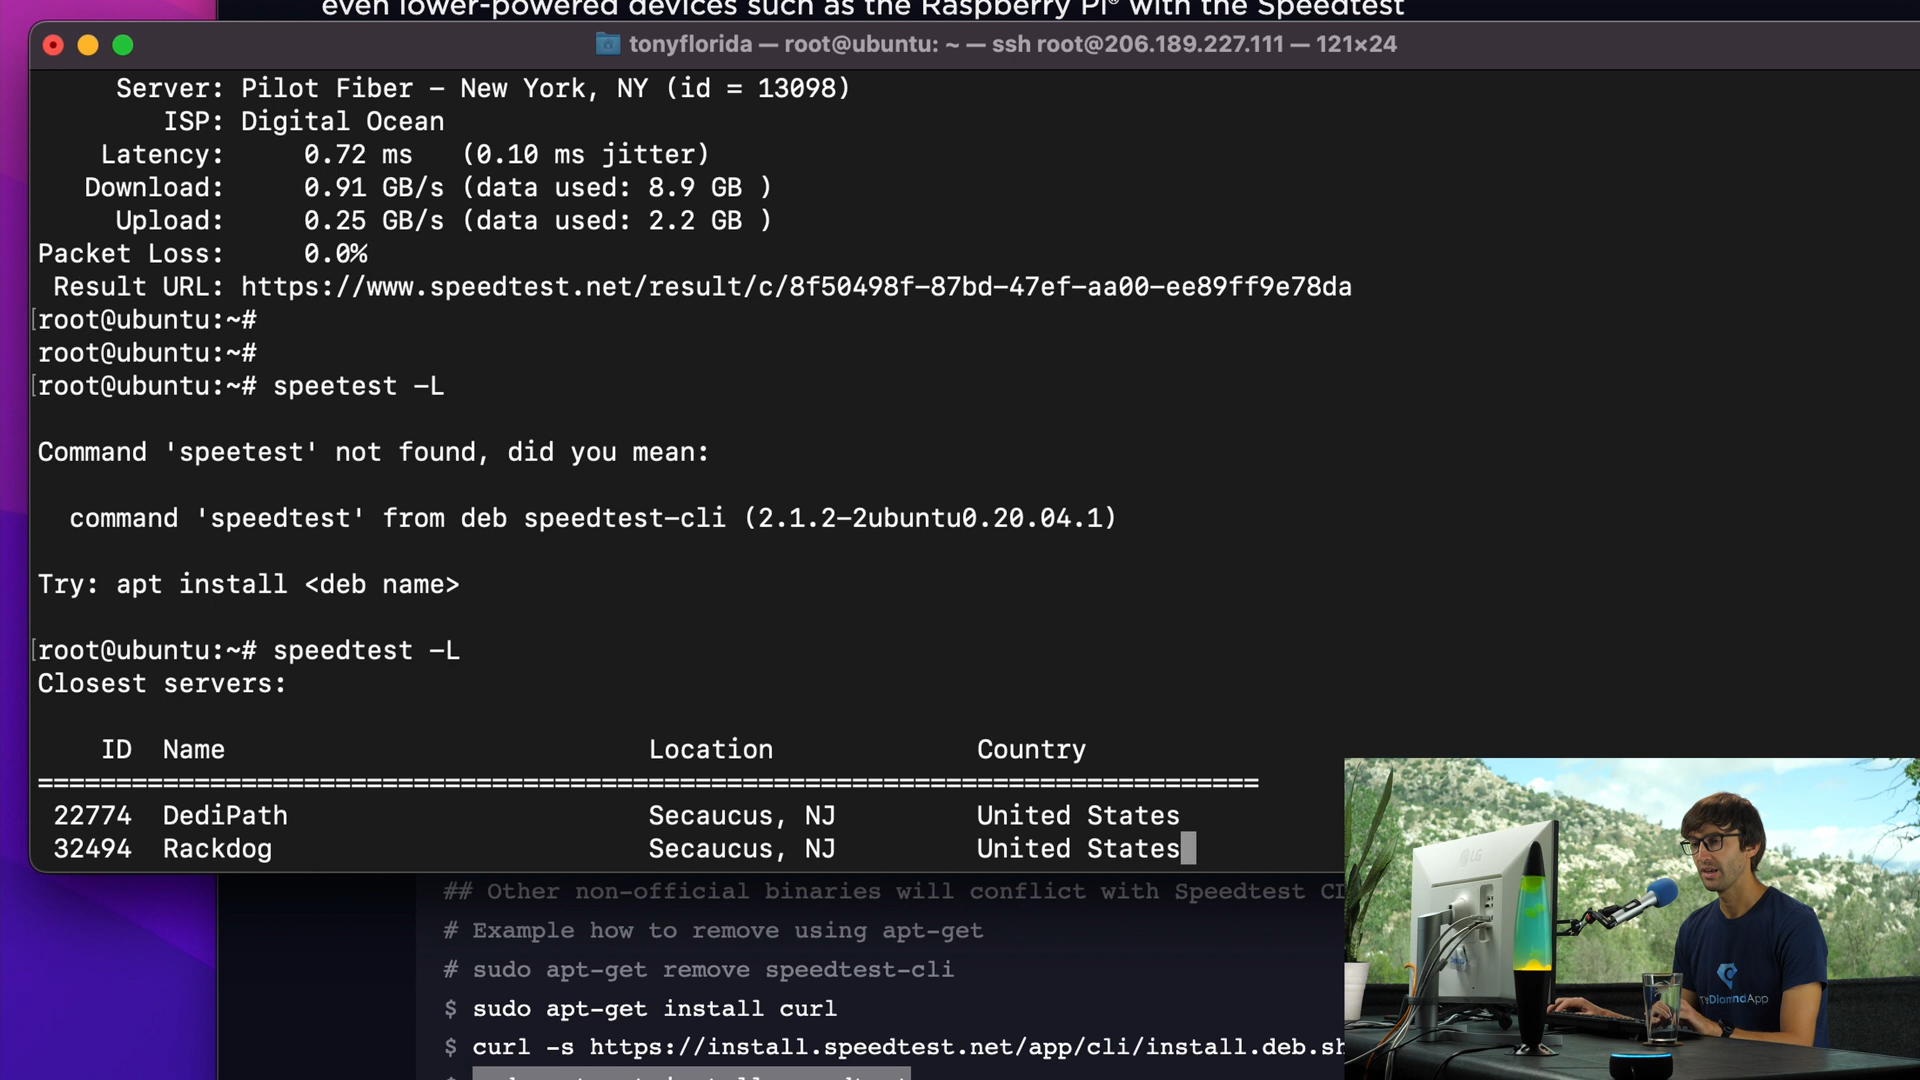 even lower-powered devices such as the Raspberry Pi® with the Speedtest
tonyflorida — root@ubuntu: ~ — ssh root@206.189.227.111 — 121×24
Server: Pilot Fiber – New York, NY (id = 13098)
ISP: Digital Ocean
Latency: 0.72 ms (0.10 ms jitter)
Download: 0.91 GB/s (data used: 8.9 GB )
Upload: 0.25 GB/s (data used: 2.2 GB )
Packet Loss: 0.0%
Result URL: https://www.speedtest.net/result/c/8f50498f-87bd-47ef-aa00-ee89ff9e78da
[root@ubuntu:~#
root@ubuntu:~#
[root@ubuntu:~# speetest -L
Command 'speetest' not found, did you mean:
command 'speedtest' from deb speedtest-cli (2.1.2-2ubuntu0.20.04.1)
Try: apt install <deb name>
[root@ubuntu:~# speedtest -L
Closest servers:
ID Name Location Country
==============================================================================
22774 DediPath Secaucus, NJ United States
32494 Rackdog Secaucus, NJ United States
## Other non-official binaries will conflict with Speedtest
# Example how to remove using apt-get
# sudo apt-get remove speedtest-cli
$ sudo apt-get install curl
$ curl -s https://install.speedtest.net/app/cli/install.deb.sh
LG